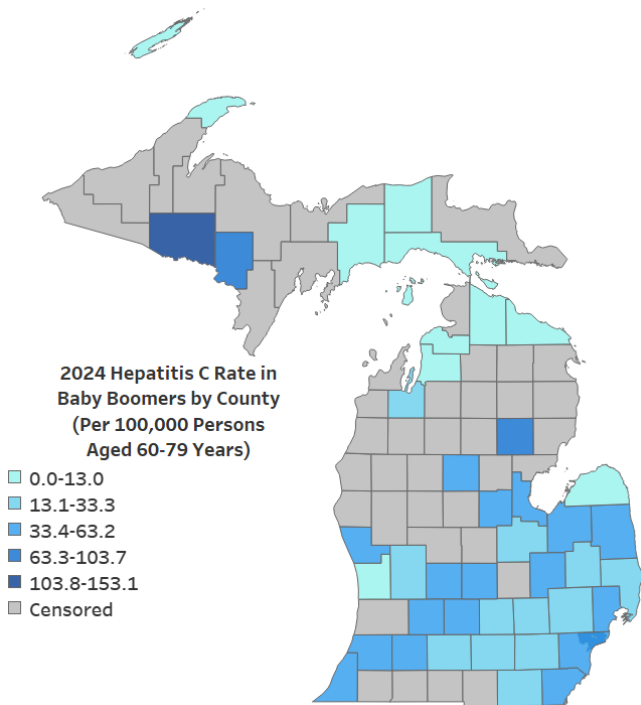 2024 Hepatitis C Rate in
Baby Boomers by County
(Per 100,000 Persons
Aged 60-79 Years)
0.0-13.0
13.1-33.3
33.4-63.2
63.3-103.7
103.8-153.1
Censored